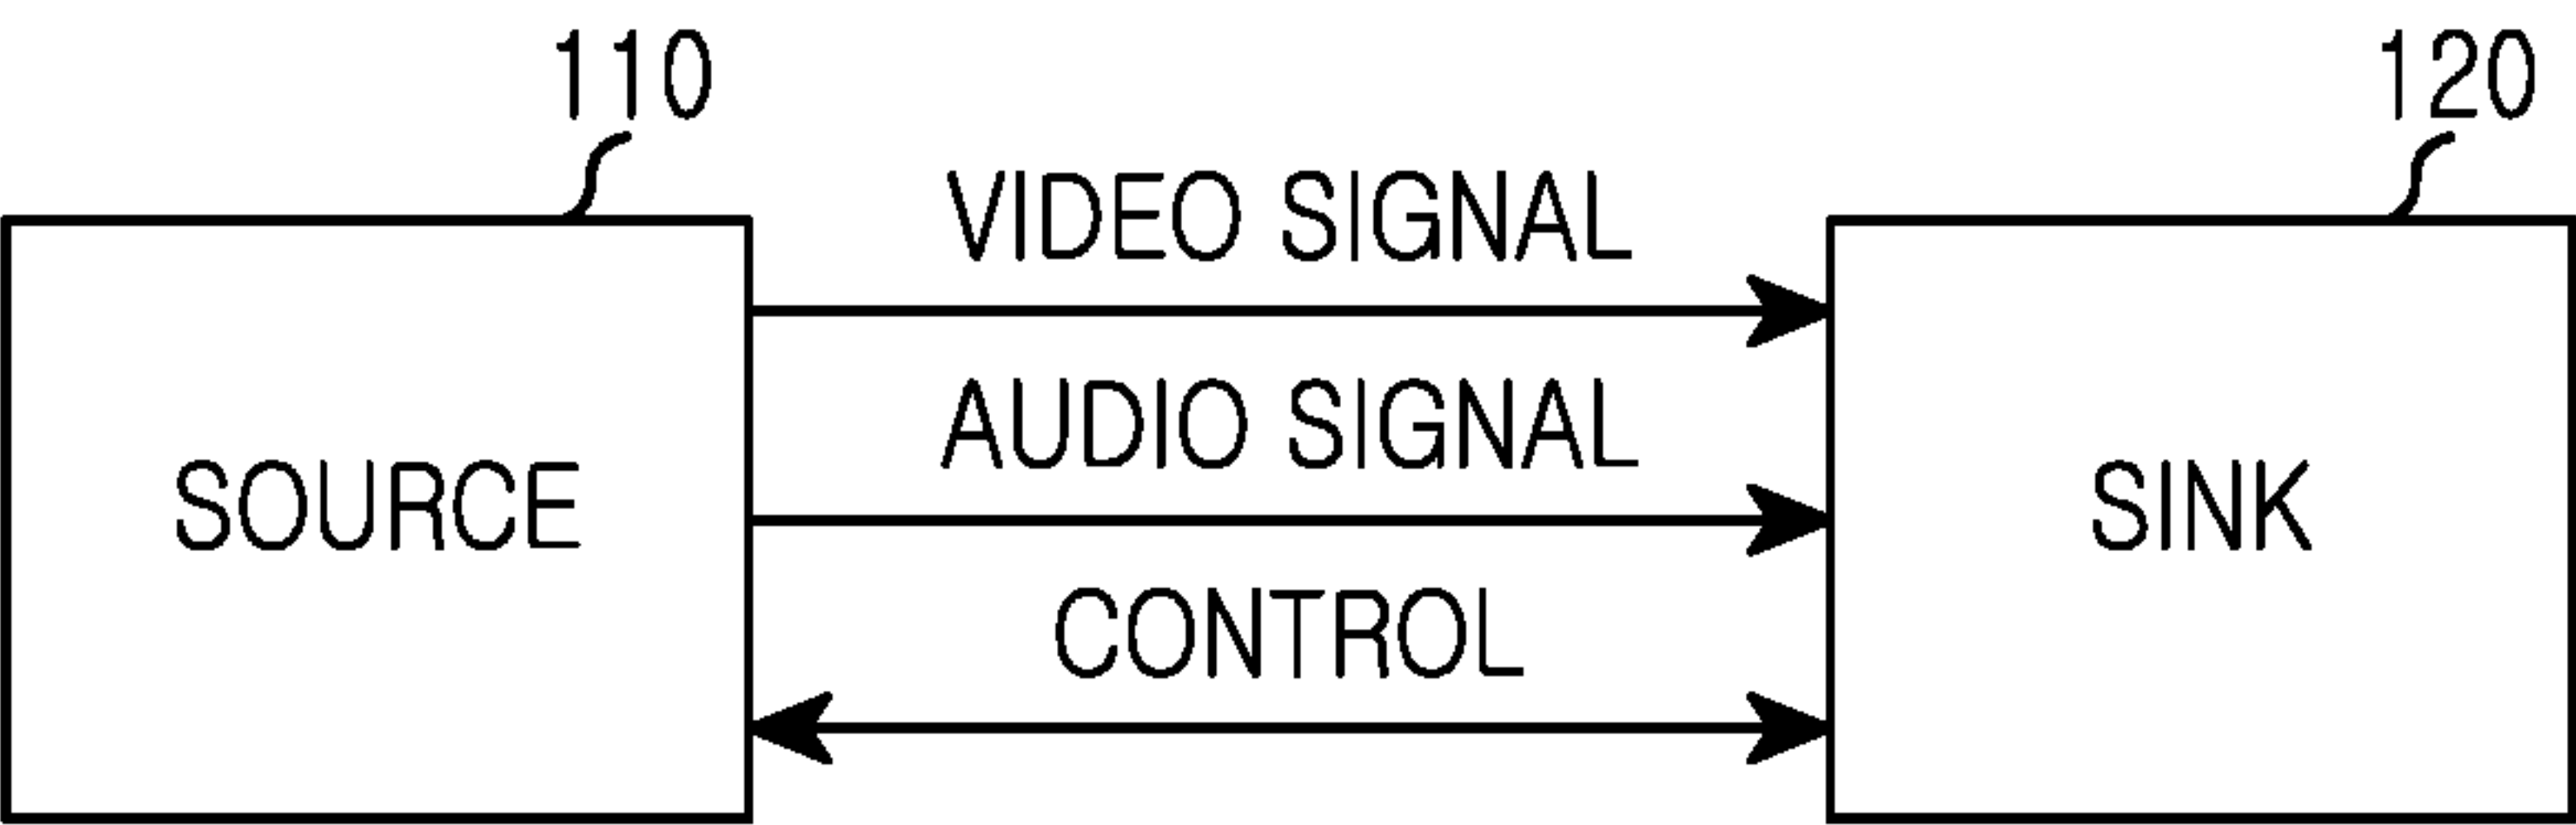 110
120
VIDEO SIGNAL
AUDIO SIGNAL
SOURCE
SINK
CONTROL